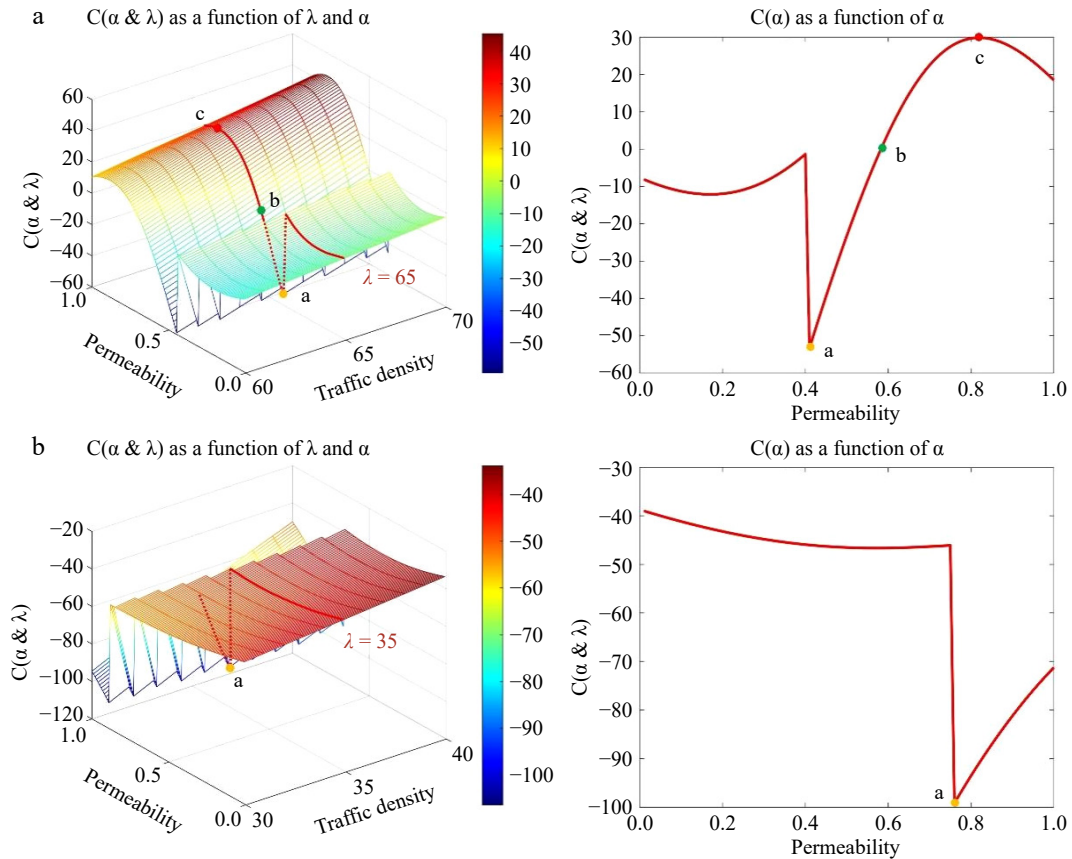 a
C(α & λ) as a function of λ and α
C(α & λ)
60
40
20
0
−20
−40
−60
1.0
0.5
0.0
Permeability
60
65
70
Traffic density
c
b
a
λ = 65
40
30
20
10
0
−10
−20
−30
−40
−50
C(α) as a function of α
C(α & λ)
30
20
10
0
−10
−20
−30
−40
−50
−60
0.0
0.2
0.4
0.6
0.8
1.0
Permeability
c
b
a
b
C(α & λ) as a function of λ and α
C(α & λ)
−20
−40
−60
−80
−100
−120
1.0
0.5
0.0
Permeability
30
35
40
Traffic density
a
λ = 35
−40
−50
−60
−70
−80
−90
−100
C(α) as a function of α
C(α & λ)
−30
−40
−50
−60
−70
−80
−90
−100
0.0
0.2
0.4
0.6
0.8
1.0
Permeability
a